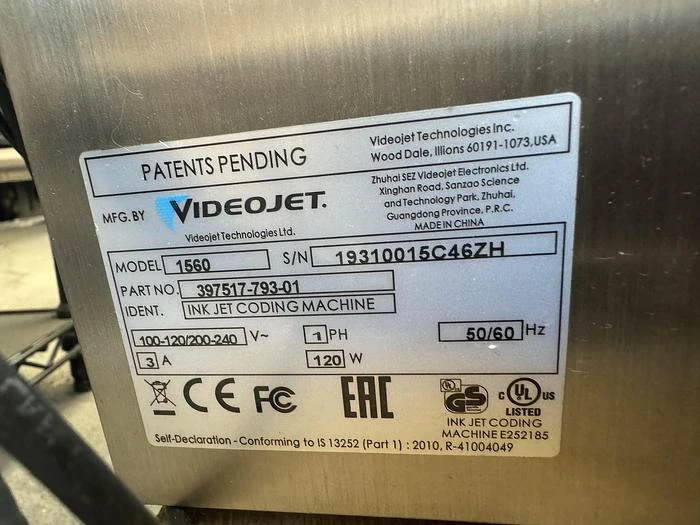 PATENTS PENDING
Videojet Technologies Inc.
Wood Dale, Illions 60191-1073,USA
MFG. BY VIDEOJET.
Videojet Technologies Ltd.
Zhuhai SEZ Videojet Electronics Ltd.
Xinghan Road, Sanzao Science
and Technology Park, Zhuhai,
Guangdong Province, P.R.C.
MADE IN CHINA
MODEL 1560 S/N 19310015C46ZH
PART NO. 397517-793-01
IDENT. INK JET CODING MACHINE
100-120/200-240 V~ 1 PH 50/60 Hz
3 A 120 W
CE FC EAC GS C UL US
LISTED
INK JET CODING
MACHINE E252185
Self-Declaration - Conforming to IS 13252 (Part 1) : 2010, R-41004049